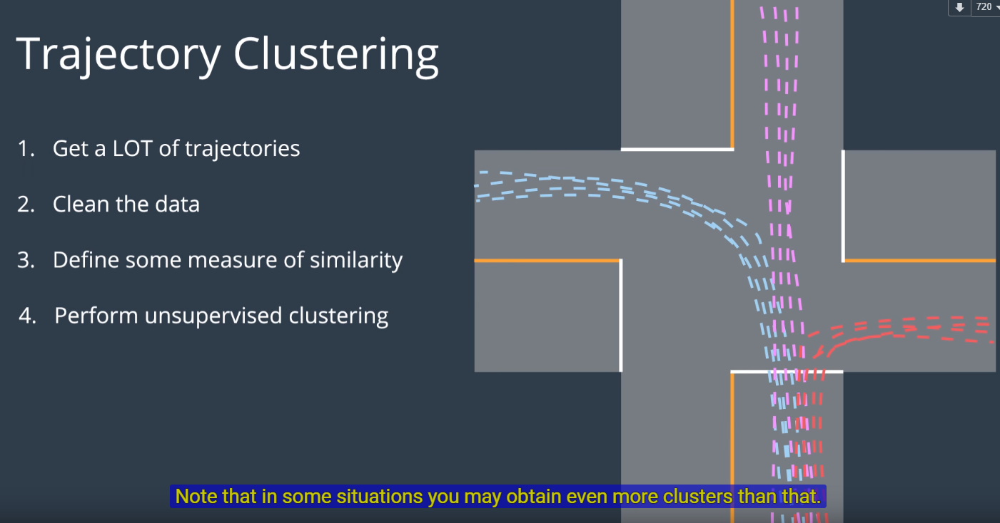 720
Trajectory Clustering
1. Get a LOT of trajectories
2. Clean the data
3. Define some measure of similarity
4. Perform unsupervised clustering
Note that in some situations you may obtain even more clusters than that.